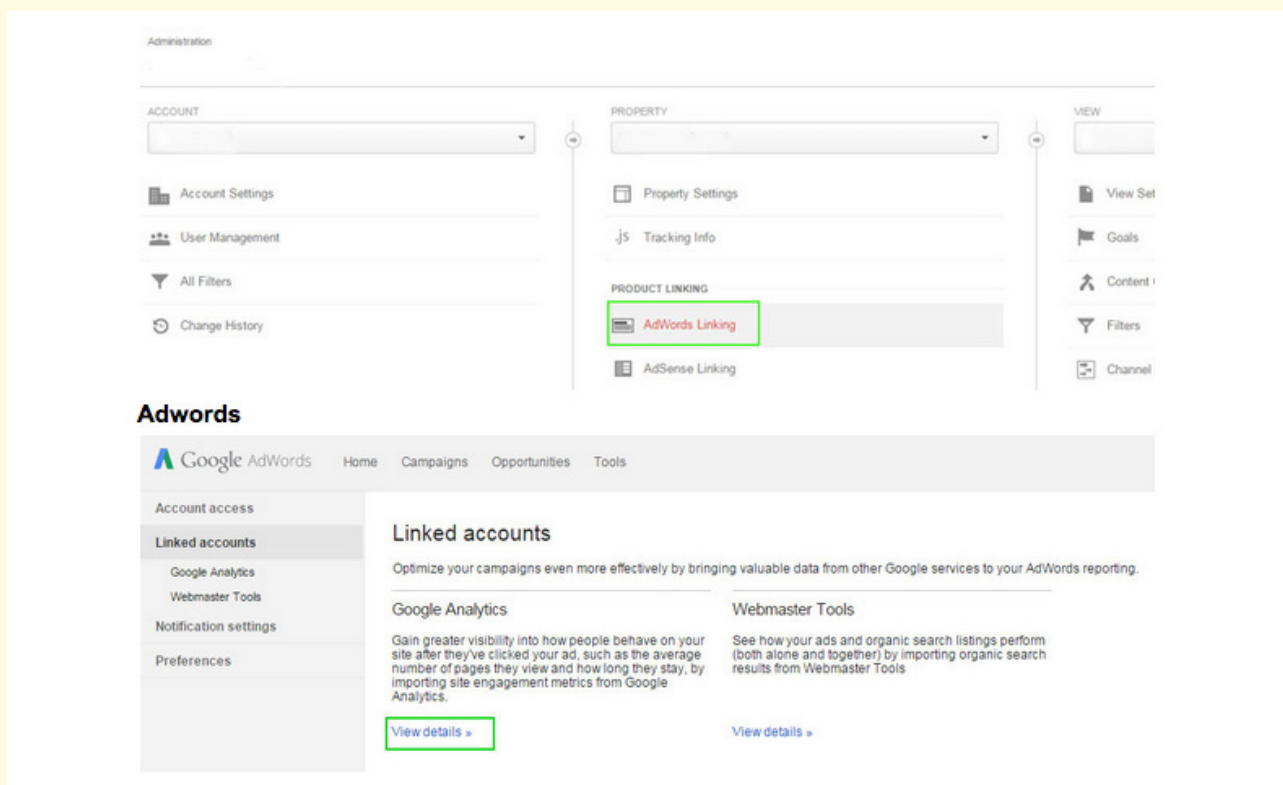 Administration
ACCOUNT
Account Settings
User Management
All Filters
Change History
PROPERTY
Property Settings
.js Tracking Info
PRODUCT LINKING
AdWords Linking
AdSense Linking
VIEW
View Set
Goals
Content
Filters
Channel
Adwords
Google AdWords Home Campaigns Opportunities Tools
Account access
Linked accounts
Google Analytics
Webmaster Tools
Notification settings
Preferences
Linked accounts
Optimize your campaigns even more effectively by bringing valuable data from other Google services to your AdWords reporting.
Google Analytics
Gain greater visibility into how people behave on your
site after they've clicked your ad, such as the average
number of pages they view and how long they stay, by
importing site engagement metrics from Google
Analytics.
View details »
Webmaster Tools
See how your ads and organic search listings perform
(both alone and together) by importing organic search
results from Webmaster Tools
View details »